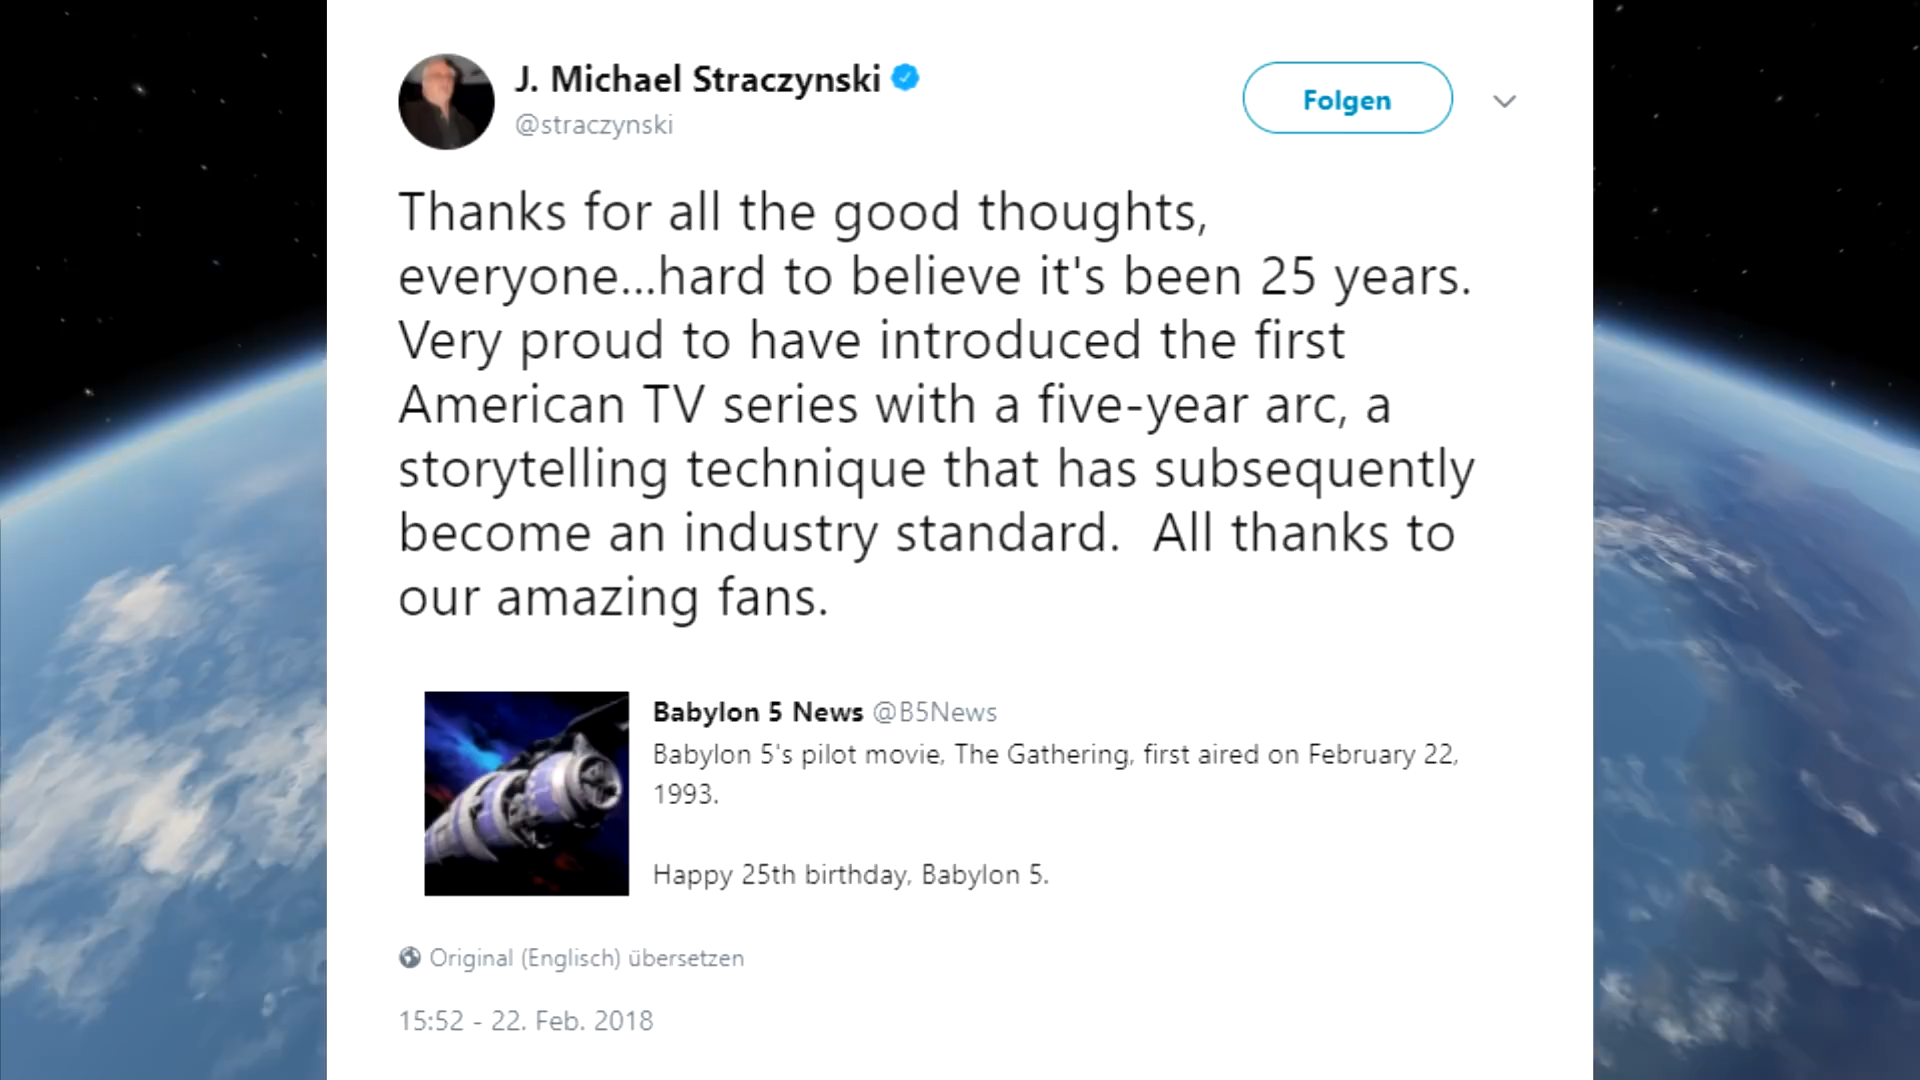 J. Michael Straczynski
@straczynski
Folgen
Thanks for all the good thoughts,
everyone...hard to believe it's been 25 years.
Very proud to have introduced the first
American TV series with a five-year arc, a
storytelling technique that has subsequently
become an industry standard.  All thanks to
our amazing fans.
Babylon 5 News @B5News
Babylon 5's pilot movie, The Gathering, first aired on February 22,
1993.
Happy 25th birthday, Babylon 5.
Original (Englisch) übersetzen
15:52 - 22. Feb. 2018